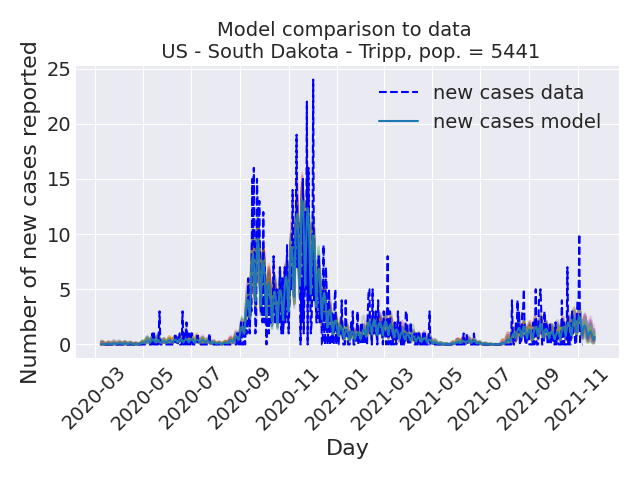 Model comparison to data
US - South Dakota - Tripp, pop. = 5441
Number of new cases reported
25
20
15
10
5
0
new cases data
new cases model
2020-03
2020-05
2020-07
2020-09
2020-11
2021-01
2021-03
2021-05
2021-07
2021-09
2021-11
Day